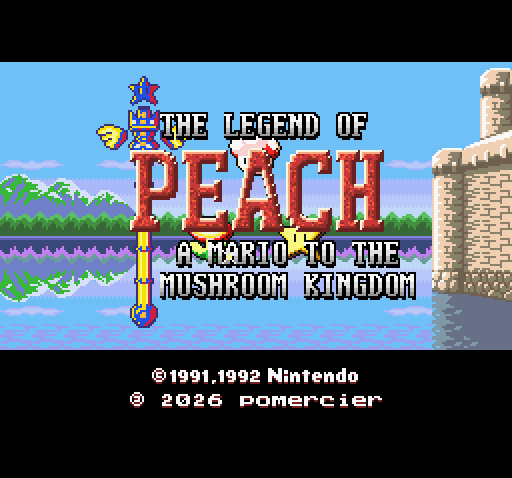 THE LEGEND OF
PEACH
A MARIO TO THE
MUSHROOM KINGDOM
©1991,1992 Nintendo
© 2026 pomercier